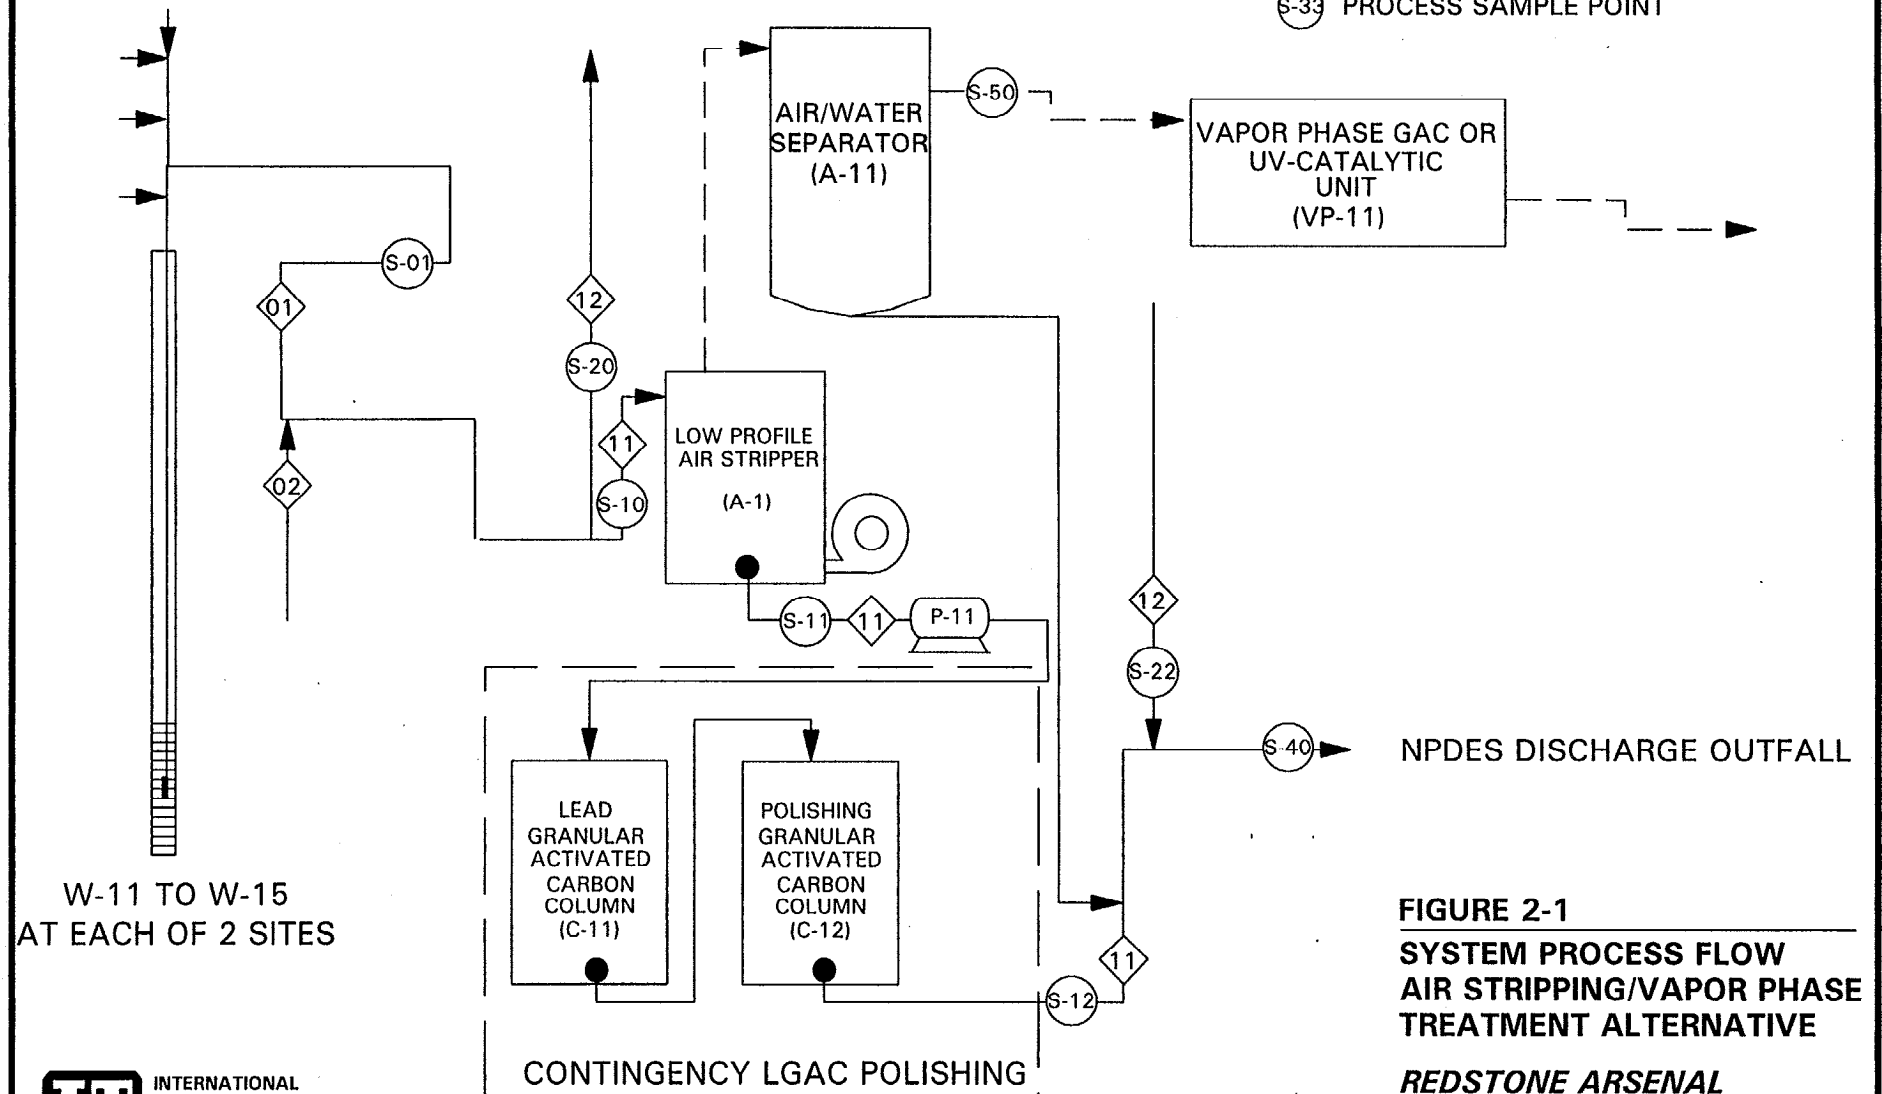 S-33 PROCESS SAMPLE POINT
AIR/WATER
SEPARATOR
(A-11)
S-50
VAPOR PHASE GAC OR
UV-CATALYTIC
UNIT
(VP-11)
S-01
01
12
S-20
02
11
S-10
LOW PROFILE
AIR STRIPPER
(A-1)
S-11
11
P-11
12
S-22
S-40
NPDES DISCHARGE OUTFALL
LEAD
GRANULAR
ACTIVATED
CARBON
COLUMN
(C-11)
POLISHING
GRANULAR
ACTIVATED
CARBON
COLUMN
(C-12)
11
S-12
W-11 TO W-15
AT EACH OF 2 SITES
CONTINGENCY LGAC POLISHING
FIGURE 2-1
SYSTEM PROCESS FLOW
AIR STRIPPING/VAPOR PHASE
TREATMENT ALTERNATIVE
REDSTONE ARSENAL
INTERNATIONAL